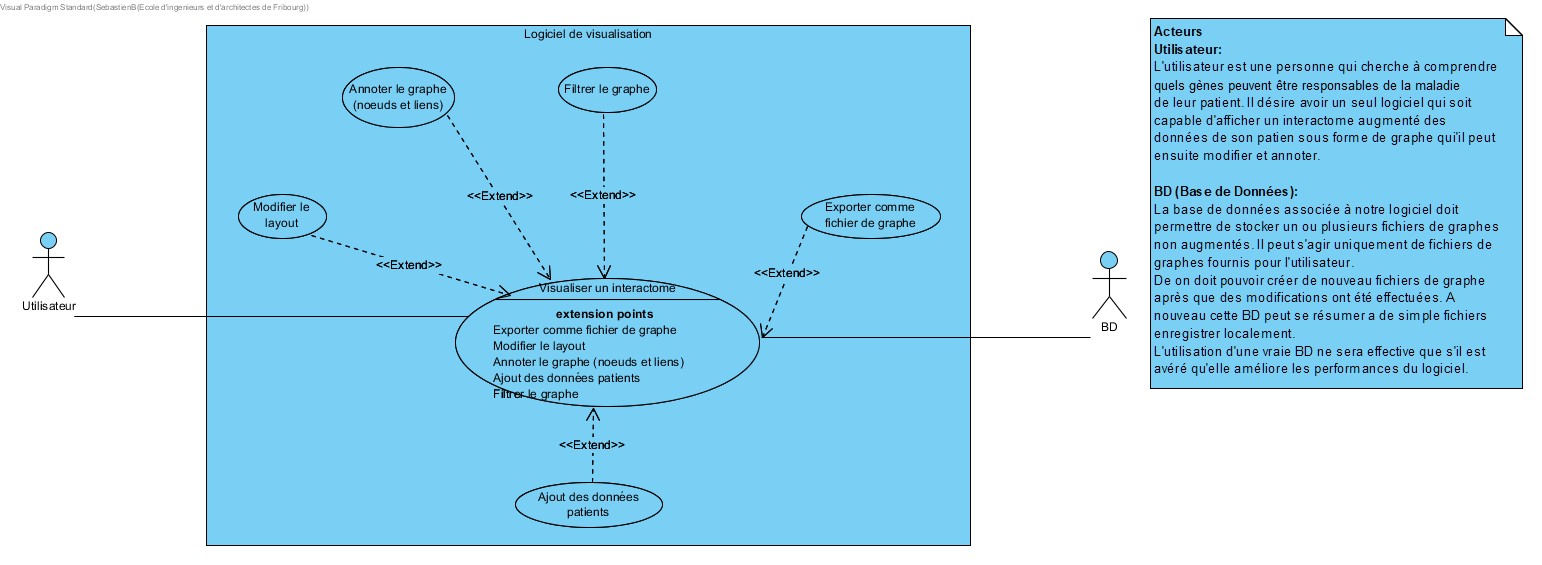 Visual Paradigm Standard(SebastienB(Ecole d'ingenieurs et d'architectes de Fribourg))
Logiciel de visualisation
Annoter le graphe
(noeuds et liens)
Filtrer le graphe
<<Extend>>
<<Extend>>
Modifier le
layout
Exporter comme
fichier de graphe
<<Extend>>
<<Extend>>
Utilisateur
BD
Visualiser un interactome
extension points
Exporter comme fichier de graphe
Modifier le layout
Annoter le graphe (noeuds et liens)
Ajout des données patients
Filtrer le graphe
<<Extend>>
Ajout des données
patients
Acteurs
Utilisateur:
L'utilisateur est une personne qui cherche à comprendre
quels gènes peuvent être responsables de la maladie
de leur patient. Il désire avoir un seul logiciel qui soit
capable d'afficher un interactome augmenté des
données de son patien sous forme de graphe qu'il peut
ensuite modifier et annoter.
BD (Base de Données):
La base de données associée à notre logiciel doit
permettre de stocker un ou plusieurs fichiers de graphes
non augmentés. Il peut s'agir uniquement de fichiers de
graphes fournis pour l'utilisateur.
De on doit pouvoir créer de nouveau fichiers de graphe
après que des modifications ont été effectuées. A
nouveau cette BD peut se résumer a de simple fichiers
enregistrer localement.
L'utilisation d'une vraie BD ne sera effective que s'il est
avéré qu'elle améliore les performances du logiciel.